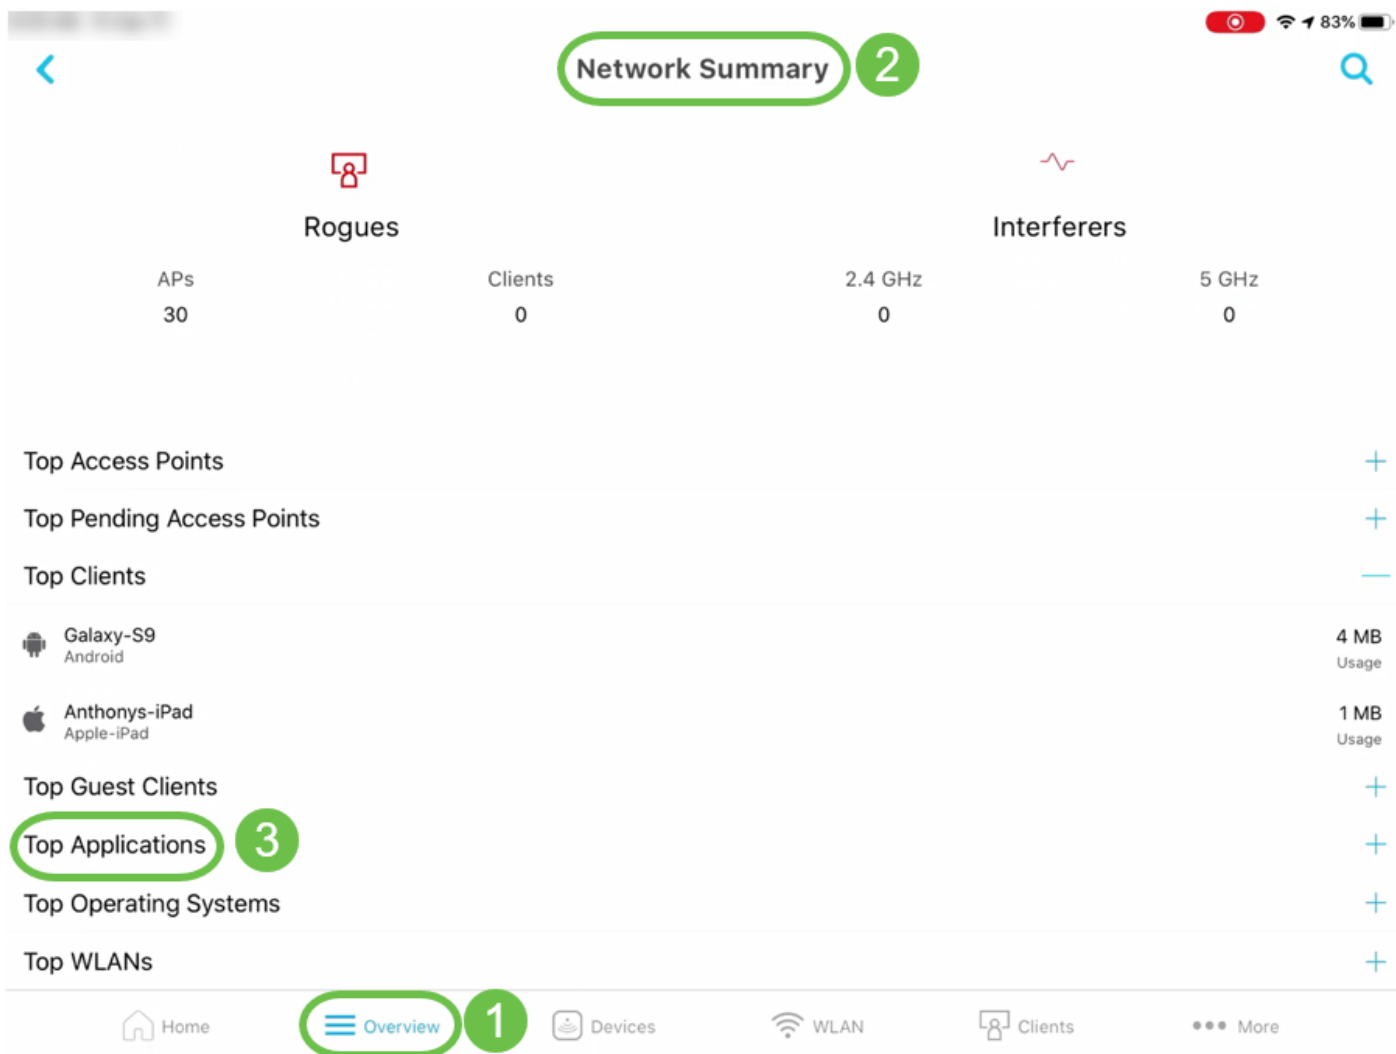 83%
Network Summary 2
Rogues
Interferers
APs Clients 2.4 GHz 5 GHz
30 0 0 0
Top Access Points
Top Pending Access Points
Top Clients
Galaxy-S9 4 MB
Android Usage
Anthonys-iPad 1 MB
Apple-iPad Usage
Top Guest Clients
Top Applications 3
Top Operating Systems
Top WLANs
Home Overview 1 Devices WLAN Clients More